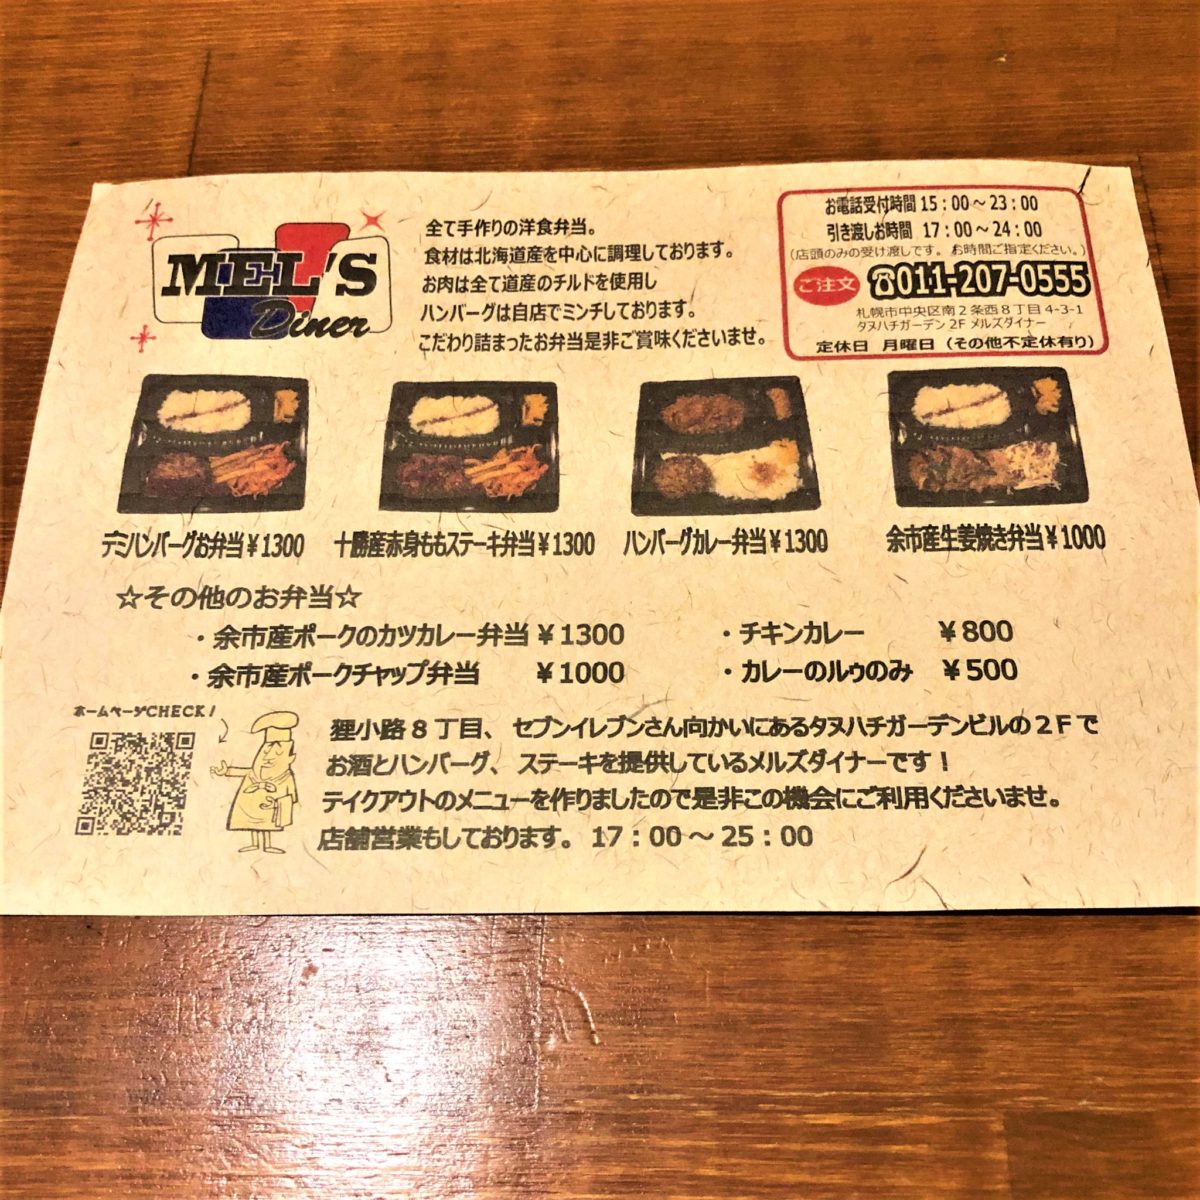 MEL'S
Diner
全て手作りの洋食弁当。
食材は北海道産を中心に調理しております。
お肉は全て道産のチルドを使用し
ハンバーグは自店でミンチしております。
こだわり詰まったお弁当是非ご賞味くださいませ。
お電話受付時間 15：00～23：00
引き渡しお時間 17：00～24：00
(店頭のみの受け渡しです。お時間ご指定ください。)
ご注文 ☎011-207-0555
札幌市中央区南２条西８丁目4-3-1
タヌハチガーデン２F メルズダイナー
定休日 月曜日（その他不定休有り）
デミハンバーグお弁当￥1300
十勝産赤身ももステーキ弁当￥1300
ハンバーグカレー弁当￥1300
余市産生姜焼き弁当￥1000
☆その他のお弁当☆
・余市産ポークのカツカレー弁当￥1300
・チキンカレー ￥800
・余市産ポークチャップ弁当 ￥1000
・カレーのルゥのみ ￥500
ホームページCHECK！
狸小路８丁目、セブンイレブンさん向かいにあるタヌハチガーデンビルの２Ｆで
お酒とハンバーグ、ステーキを提供しているメルズダイナーです！
テイクアウトのメニューを作りましたので是非この機会にご利用くださいませ。
店舗営業もしております。17：00～25：00